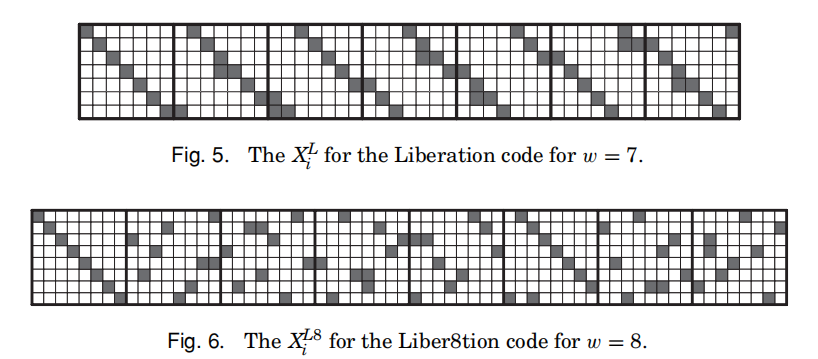 Fig. 5. The $X_i^L$ for the Liberation code for $w = 7$.
Fig. 6. The $X_i^{L8}$ for the Liber8tion code for $w = 8$.